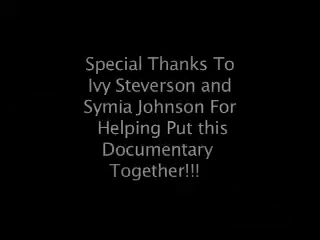 Special Thanks To
Ivy Steverson and
Symia Johnson For
Helping Put this
Documentary
Together!!!